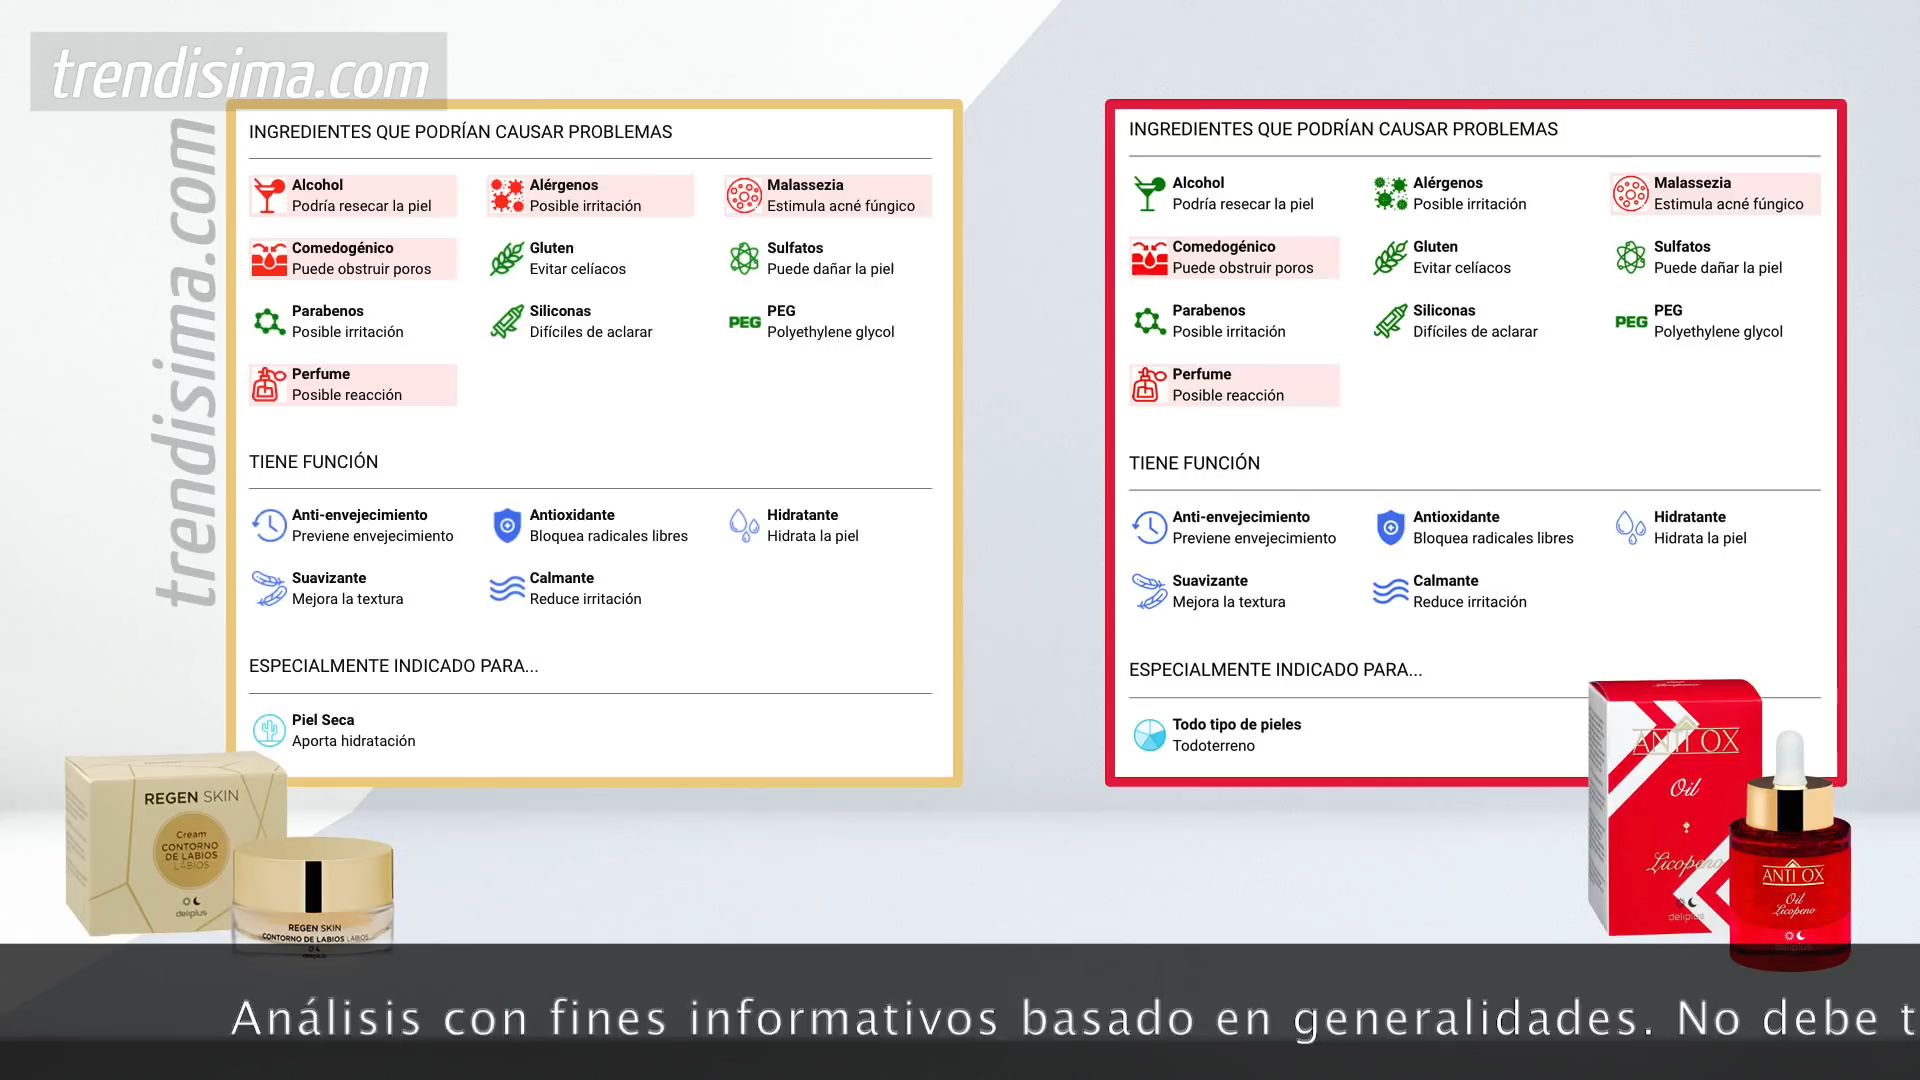 trendisima.com
trendisima.com
INGREDIENTES QUE PODRÍAN CAUSAR PROBLEMAS
Alcohol
Podría resecar la piel
Alérgenos
Posible irritación
Malassezia
Estimula acné fúngico
Comedogénico
Puede obstruir poros
Gluten
Evitar celíacos
Sulfatos
Puede dañar la piel
Parabenos
Posible irritación
Siliconas
Difíciles de aclarar
PEG
PEG
Polyethylene glycol
Perfume
Posible reacción
TIENE FUNCIÓN
Anti-envejecimiento
Previene envejecimiento
Antioxidante
Bloquea radicales libres
Hidratante
Hidrata la piel
Suavizante
Mejora la textura
Calmante
Reduce irritación
ESPECIALMENTE INDICADO PARA...
Piel Seca
Aporta hidratación
REGEN SKIN
Cream
CONTORNO
DE LABIOS
LÁBIOS
deliplus
REGEN SKIN
CONTORNO DE LABIOS LÁBIOS
deliplus
INGREDIENTES QUE PODRÍAN CAUSAR PROBLEMAS
Alcohol
Podría resecar la piel
Alérgenos
Posible irritación
Malassezia
Estimula acné fúngico
Comedogénico
Puede obstruir poros
Gluten
Evitar celíacos
Sulfatos
Puede dañar la piel
Parabenos
Posible irritación
Siliconas
Difíciles de aclarar
PEG
PEG
Polyethylene glycol
Perfume
Posible reacción
TIENE FUNCIÓN
Anti-envejecimiento
Previene envejecimiento
Antioxidante
Bloquea radicales libres
Hidratante
Hidrata la piel
Suavizante
Mejora la textura
Calmante
Reduce irritación
ESPECIALMENTE INDICADO PARA...
Todo tipo de pieles
Todoterreno
ANTI OX
Oil
Licopeno
deliplus
ANTI OX
Oil
Licopeno
deliplus
Análisis con fines informativos basado en generalidades. No debe t